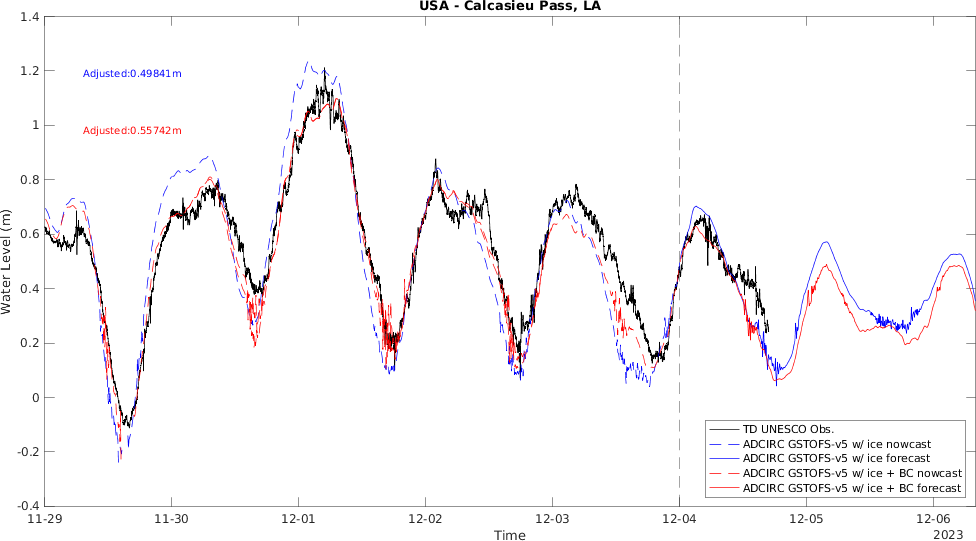 USA - Calcasieu Pass, LA
1.4
1.2
1
0.8
0.6
0.4
0.2
0
-0.2
-0.4
Water Level (m)
Adjusted:0.49841m
Adjusted:0.55742m
TD UNESCO Obs.
ADCIRC GSTOFS-v5 w/ ice nowcast
ADCIRC GSTOFS-v5 w/ ice forecast
ADCIRC GSTOFS-v5 w/ ice + BC nowcast
ADCIRC GSTOFS-v5 w/ ice + BC forecast
11-29 11-30 12-01 12-02 12-03 12-04 12-05 12-06
Time
2023